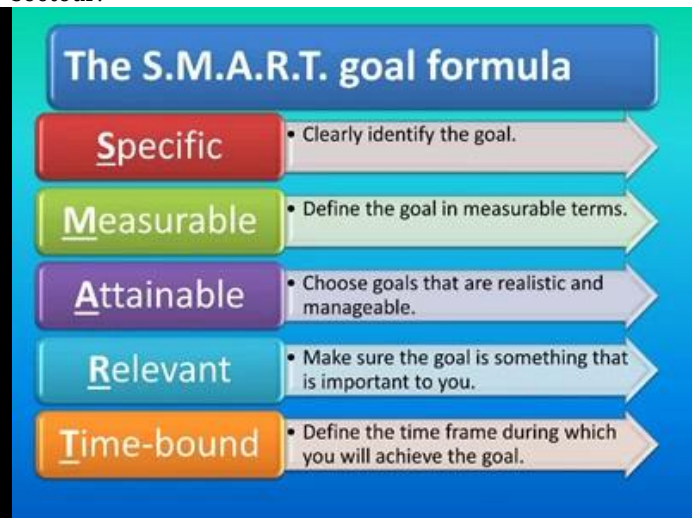 The S.M.A.R.T. goal formula
Specific
• Clearly identify the goal.
Measurable
• Define the goal in measurable terms.
Attainable
• Choose goals that are realistic and
manageable.
Relevant
• Make sure the goal is something that
is important to you.
Time-bound
• Define the time frame during which
you will achieve the goal.